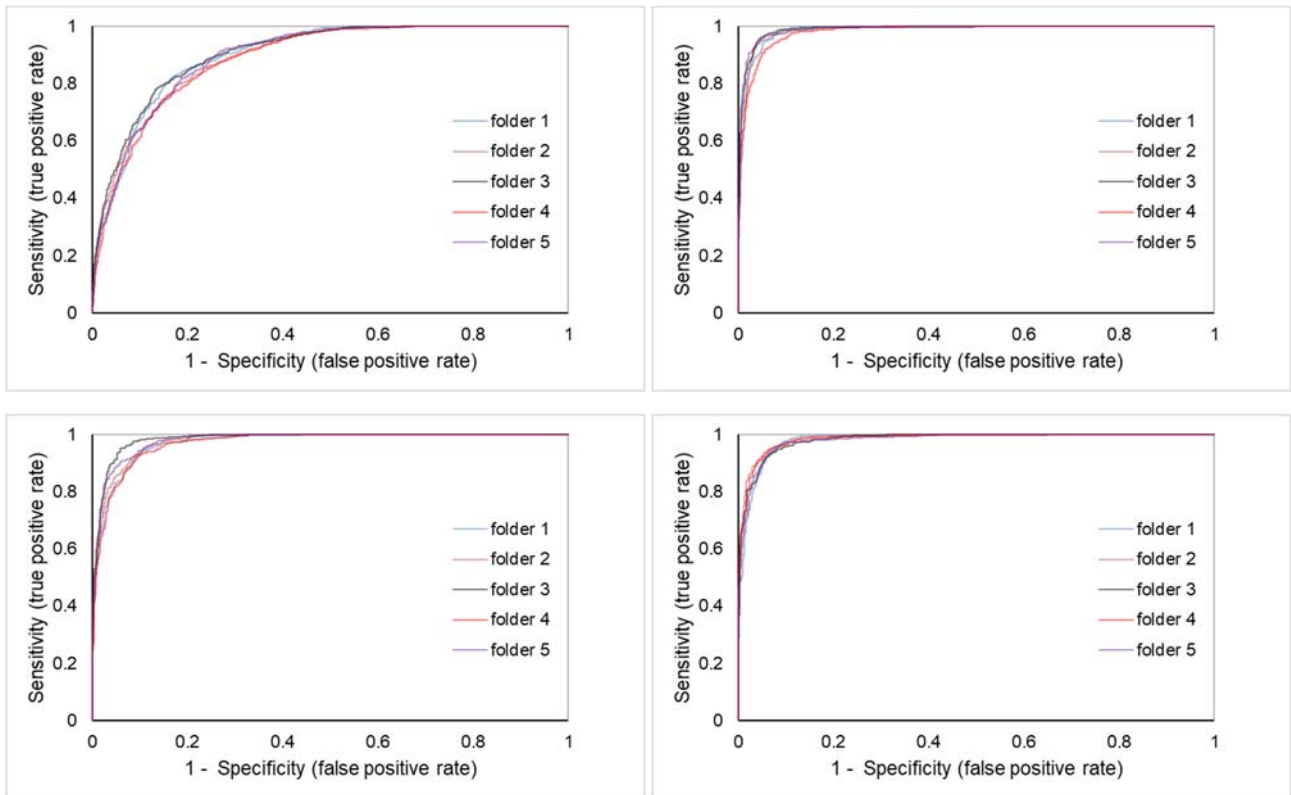 1
0.8
0.6
0.4
0.2
0
Sensitivity (true positive rate)
folder 1
folder 2
folder 3
folder 4
folder 5
0 0.2 0.4 0.6 0.8 1
1 - Specificity (false positive rate)
1
0.8
0.6
0.4
0.2
0
Sensitivity (true positive rate)
folder 1
folder 2
folder 3
folder 4
folder 5
0 0.2 0.4 0.6 0.8 1
1 - Specificity (false positive rate)
1
0.8
0.6
0.4
0.2
0
Sensitivity (true positive rate)
folder 1
folder 2
folder 3
folder 4
folder 5
0 0.2 0.4 0.6 0.8 1
1 - Specificity (false positive rate)
1
0.8
0.6
0.4
0.2
0
Sensitivity (true positive rate)
folder 1
folder 2
folder 3
folder 4
folder 5
0 0.2 0.4 0.6 0.8 1
1 - Specificity (false positive rate)